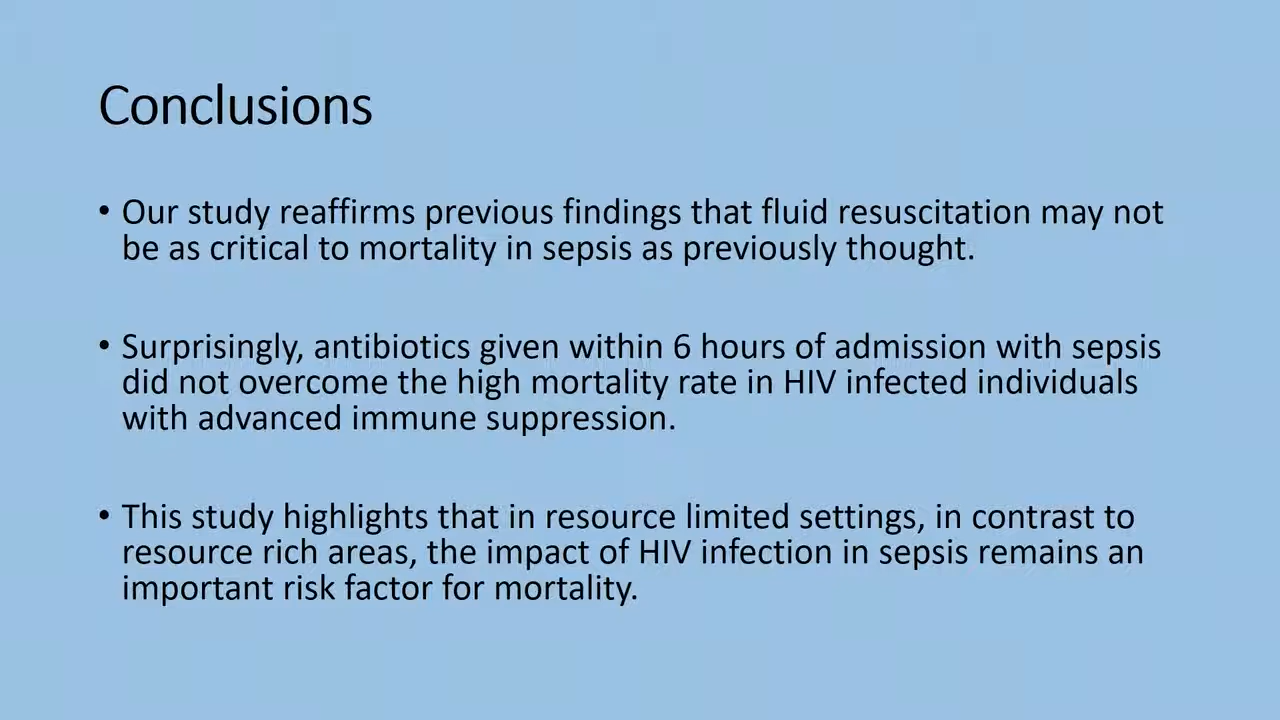 Conclusions
• Our study reaffirms previous findings that fluid resuscitation may not
be as critical to mortality in sepsis as previously thought.
• Surprisingly, antibiotics given within 6 hours of admission with sepsis
did not overcome the high mortality rate in HIV infected individuals
with advanced immune suppression.
• This study highlights that in resource limited settings, in contrast to
resource rich areas, the impact of HIV infection in sepsis remains an
important risk factor for mortality.